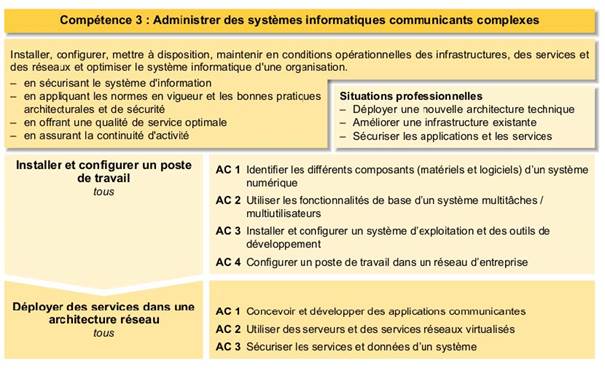 Compétence 3 : Administrer des systèmes informatiques communicants complexes
Installer, configurer, mettre à disposition, maintenir en conditions opérationnelles des infrastructures, des services et
des réseaux et optimiser le système informatique d'une organisation.
– en sécurisant le système d'information
– en appliquant les normes en vigueur et les bonnes pratiques
architecturales et de sécurité
– en offrant une qualité de service optimale
– en assurant la continuité d'activité
Situations professionnelles
– Déployer une nouvelle architecture technique
– Améliorer une infrastructure existante
– Sécuriser les applications et les services
Installer et configurer un poste
de travail
tous
AC 1 Identifier les différents composants (matériels et logiciels) d'un système
numérique
AC 2 Utiliser les fonctionnalités de base d'un système multitâches /
multiutilisateurs
AC 3 Installer et configurer un système d'exploitation et des outils de
développement
AC 4 Configurer un poste de travail dans un réseau d'entreprise
Déployer des services dans une
architecture réseau
tous
AC 1 Concevoir et développer des applications communicantes
AC 2 Utiliser des serveurs et des services réseaux virtualisés
AC 3 Sécuriser les services et données d'un système